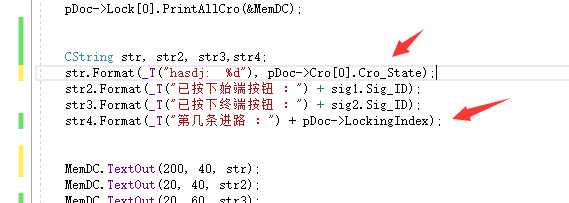 pDoc->Lock[0].PrintAllCro(&MemDC);
CString str, str2, str3,str4;
str.Format(_T("hasdj:  %d"), pDoc->Cro[0].Cro_State);
str2.Format(_T("已按下始端按钮 : ") + sig1.Sig_ID);
str3.Format(_T("已按下终端按钮 : ") + sig2.Sig_ID);
str4.Format(_T("第几条进路 : ") + pDoc->LockingIndex);
MemDC.TextOut(200, 40, str);
MemDC.TextOut(20, 40, str2);
MemDC.TextOut(20, 60, str3);